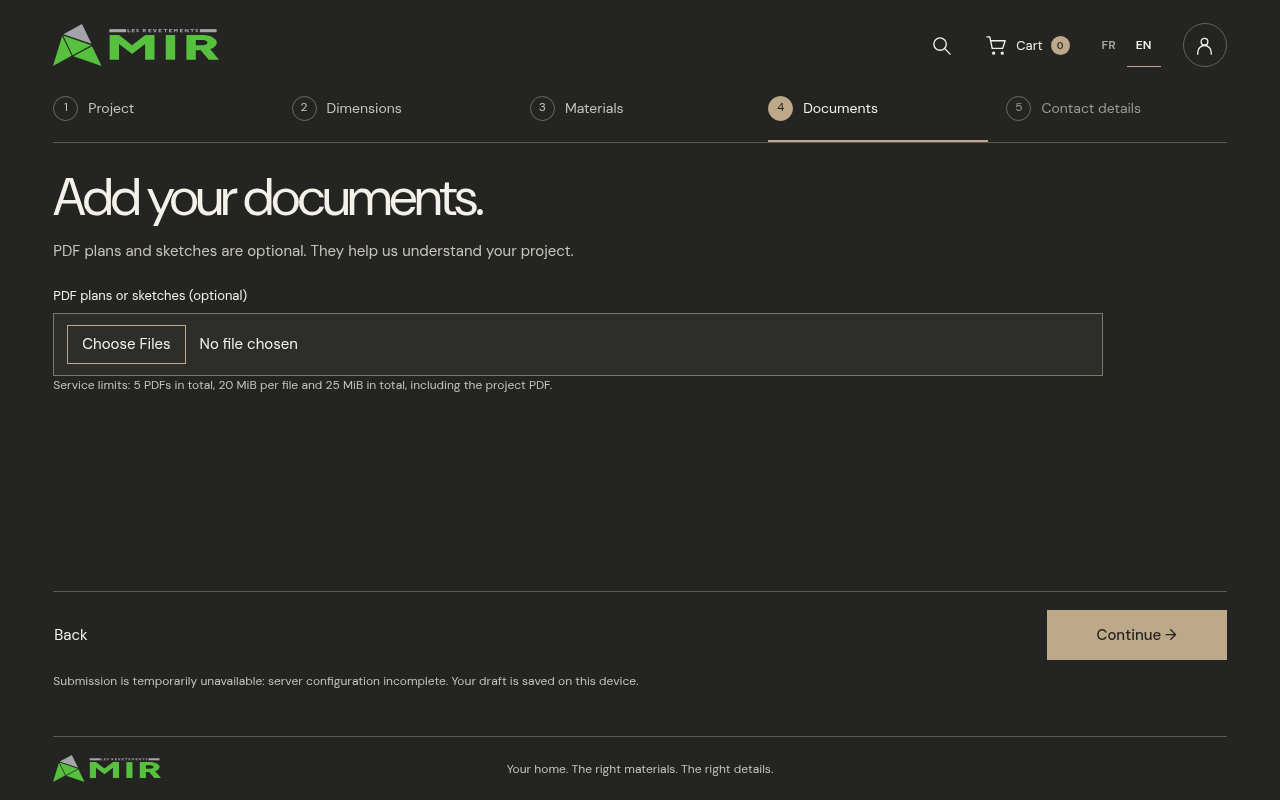 LES REVÊTEMENTS
MIR
Cart 0
FR EN
1 Project
2 Dimensions
3 Materials
4 Documents
5 Contact details
Add your documents.
PDF plans and sketches are optional. They help us understand your project.
PDF plans or sketches (optional)
Choose Files No file chosen
Service limits: 5 PDFs in total, 20 MiB per file and 25 MiB in total, including the project PDF.
Back
Continue →
Submission is temporarily unavailable: server configuration incomplete. Your draft is saved on this device.
LES REVÊTEMENTS
MIR
Your home. The right materials. The right details.